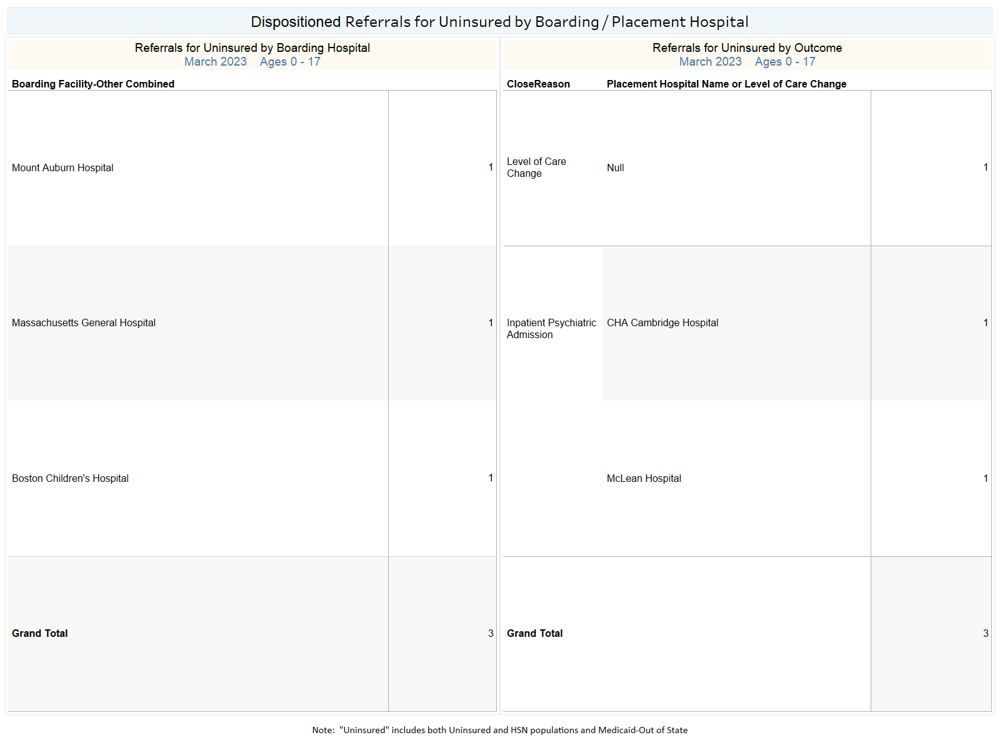 Dispositioned Referrals for Uninsured by Boarding / Placement Hospital
Referrals for Uninsured by Boarding Hospital
March 2023    Ages 0 - 17
Boarding Facility-Other Combined
Mount Auburn Hospital 1
Massachusetts General Hospital 1
Boston Children's Hospital 1
Grand Total 3
Referrals for Uninsured by Outcome
March 2023    Ages 0 - 17
CloseReason Placement Hospital Name or Level of Care Change
Level of Care
Change
Null 1
Inpatient Psychiatric
Admission
CHA Cambridge Hospital 1
McLean Hospital 1
Grand Total 3
Note:  "Uninsured" includes both Uninsured and HSN populations and Medicaid-Out of State